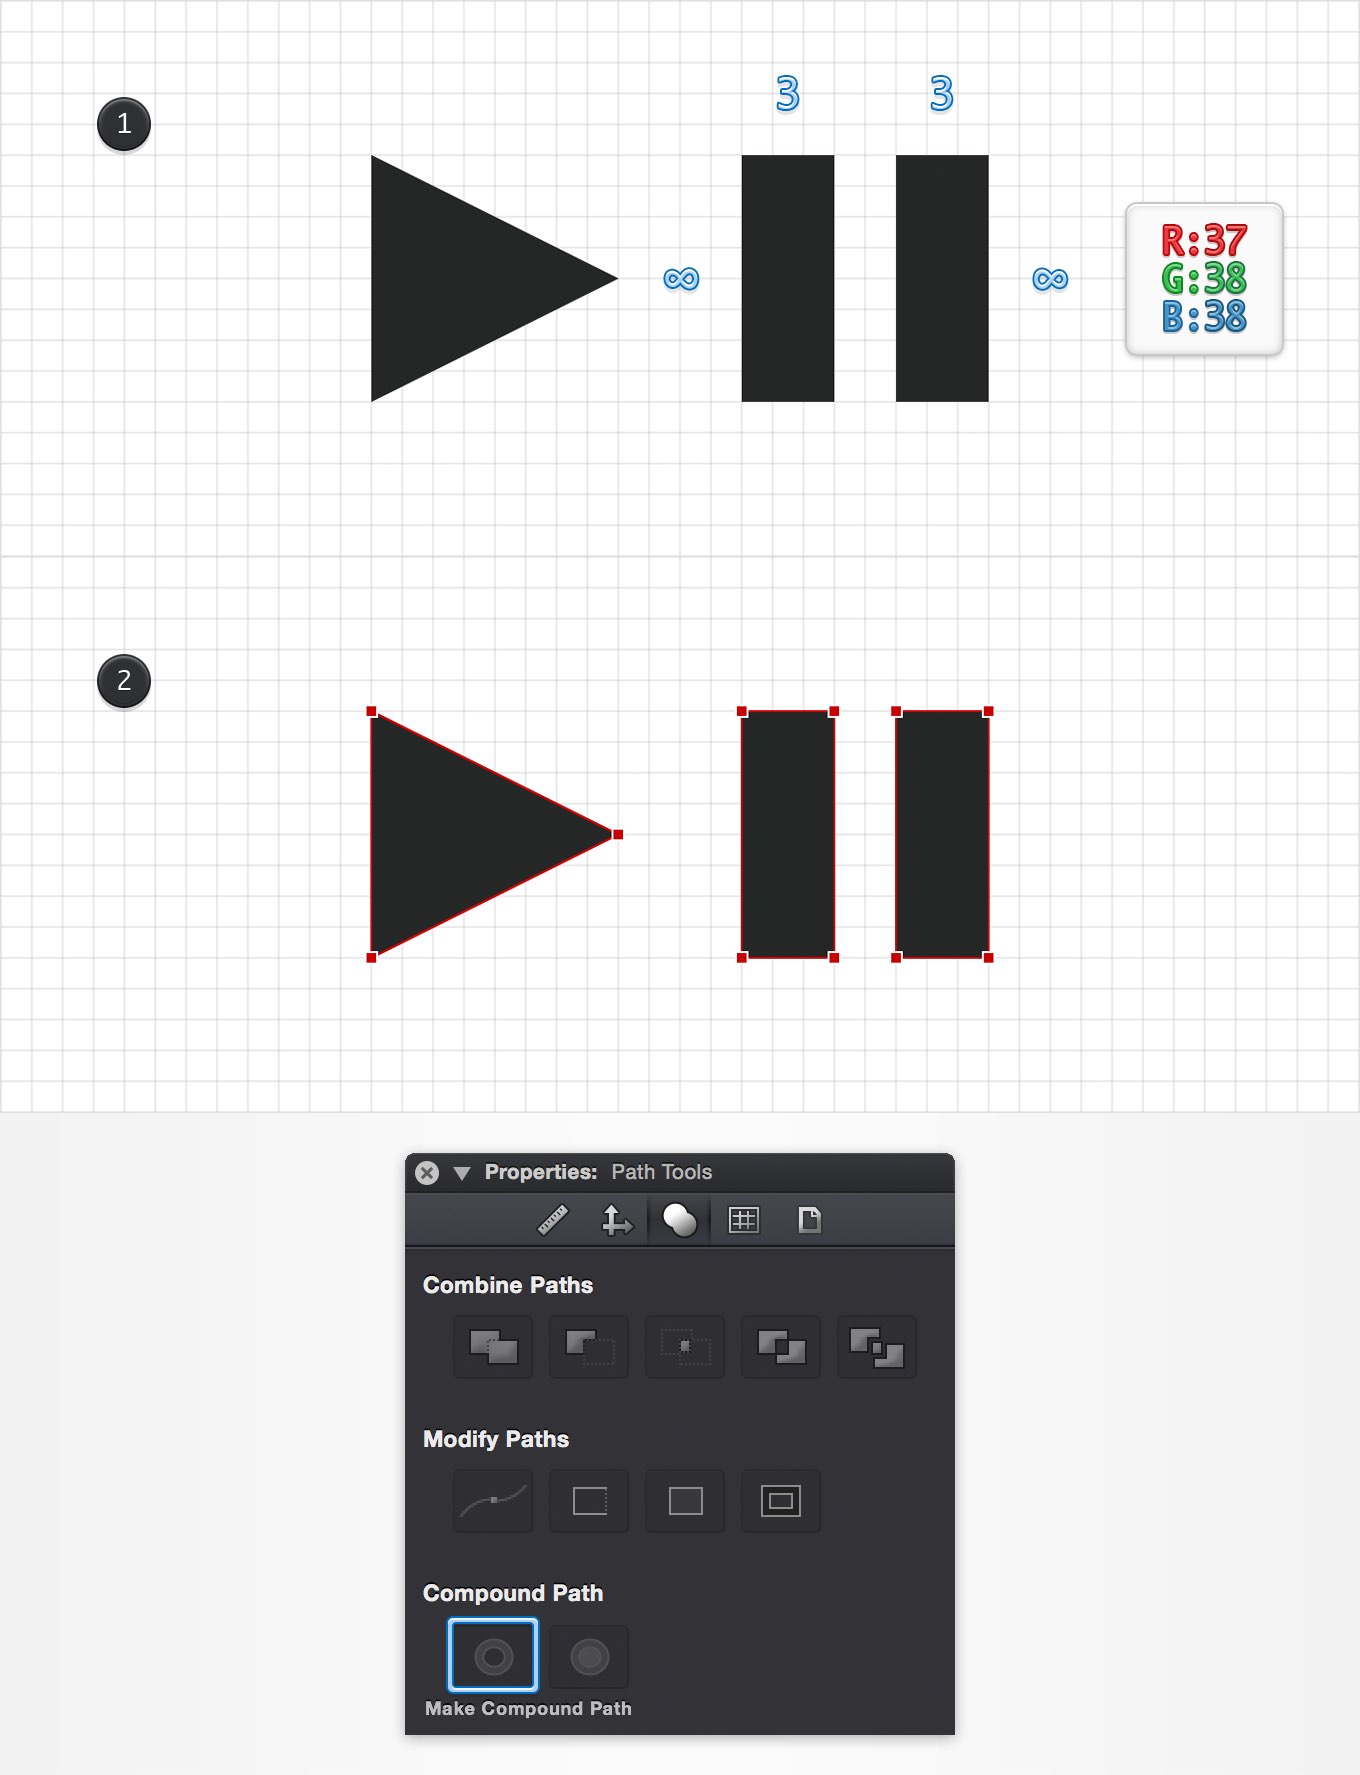 3 3
1
∞ ∞
R:37
G:38
B:38
2
Properties: Path Tools
Combine Paths
Modify Paths
Compound Path
Make Compound Path